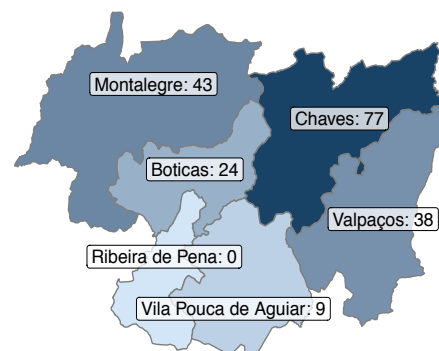 Montalegre: 43
Chaves: 77
Boticas: 24
Valpaços: 38
Ribeira de Pena: 0
Vila Pouca de Aguiar: 9